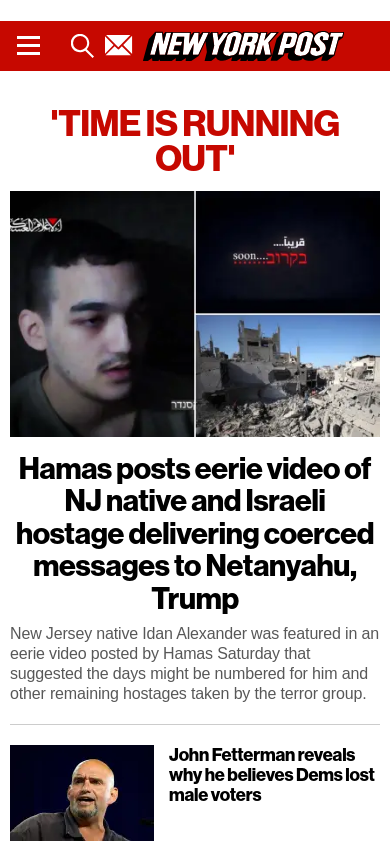 NEW YORK POST
'TIME IS RUNNING
OUT'
قريباً....
soon....בקרוב
Hamas posts eerie video of
NJ native and Israeli
hostage delivering coerced
messages to Netanyahu,
Trump
New Jersey native Idan Alexander was featured in an
eerie video posted by Hamas Saturday that
suggested the days might be numbered for him and
other remaining hostages taken by the terror group.
John Fetterman reveals
why he believes Dems lost
male voters